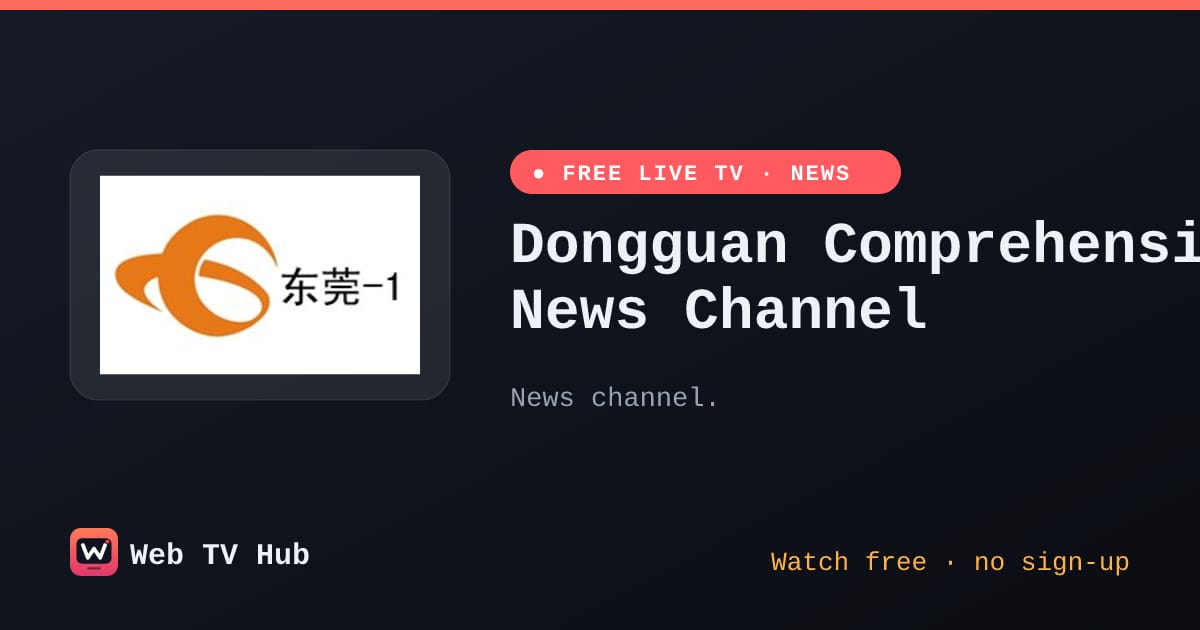 东莞-1
● FREE LIVE TV · NEWS
Dongguan Comprehensi
News Channel
News channel.
Web TV Hub
Watch free · no sign-up